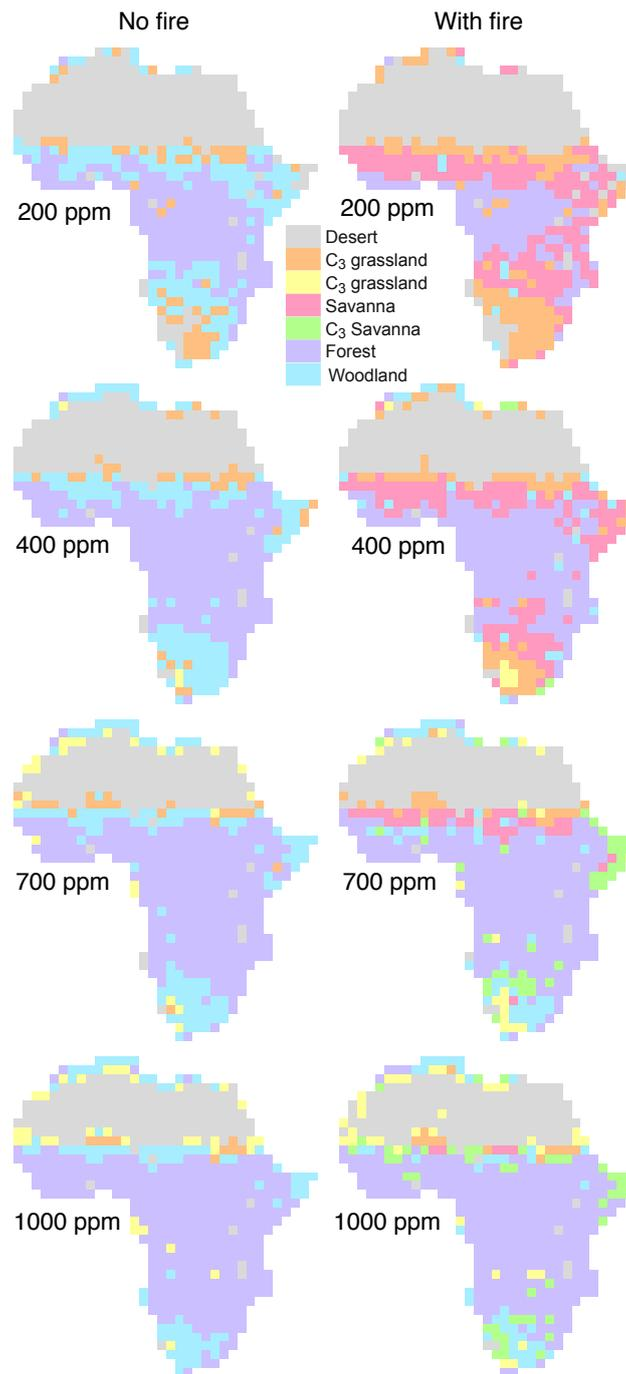 No fire
With fire
200 ppm
200 ppm
Desert
C₃ grassland
C₃ grassland
Savanna
C₃ Savanna
Forest
Woodland
400 ppm
400 ppm
700 ppm
700 ppm
1000 ppm
1000 ppm